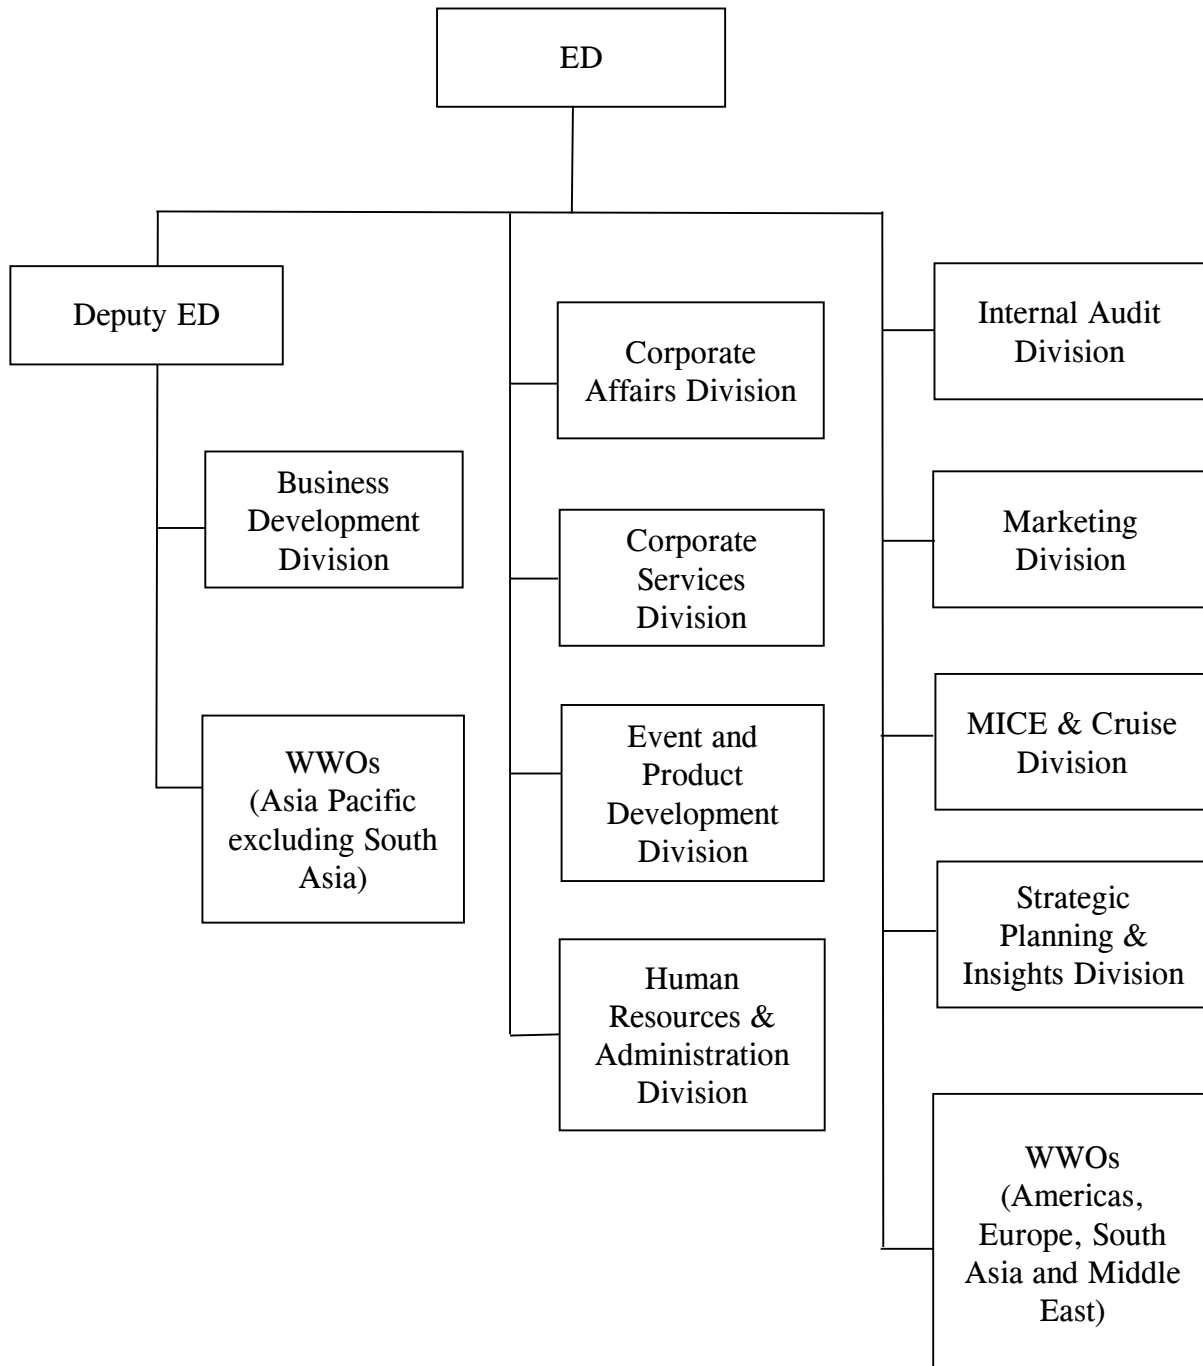 ED
Deputy ED
Business
Development
Division
WWOs
(Asia Pacific
excluding South
Asia)
Corporate
Affairs Division
Corporate
Services
Division
Event and
Product
Development
Division
Human
Resources &
Administration
Division
Internal Audit
Division
Marketing
Division
MICE & Cruise
Division
Strategic
Planning &
Insights Division
WWOs
(Americas,
Europe, South
Asia and Middle
East)